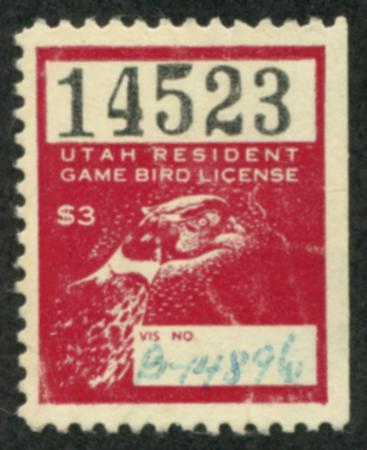 14523
UTAH RESIDENT
GAME BIRD LICENSE
$3
VIS NO.